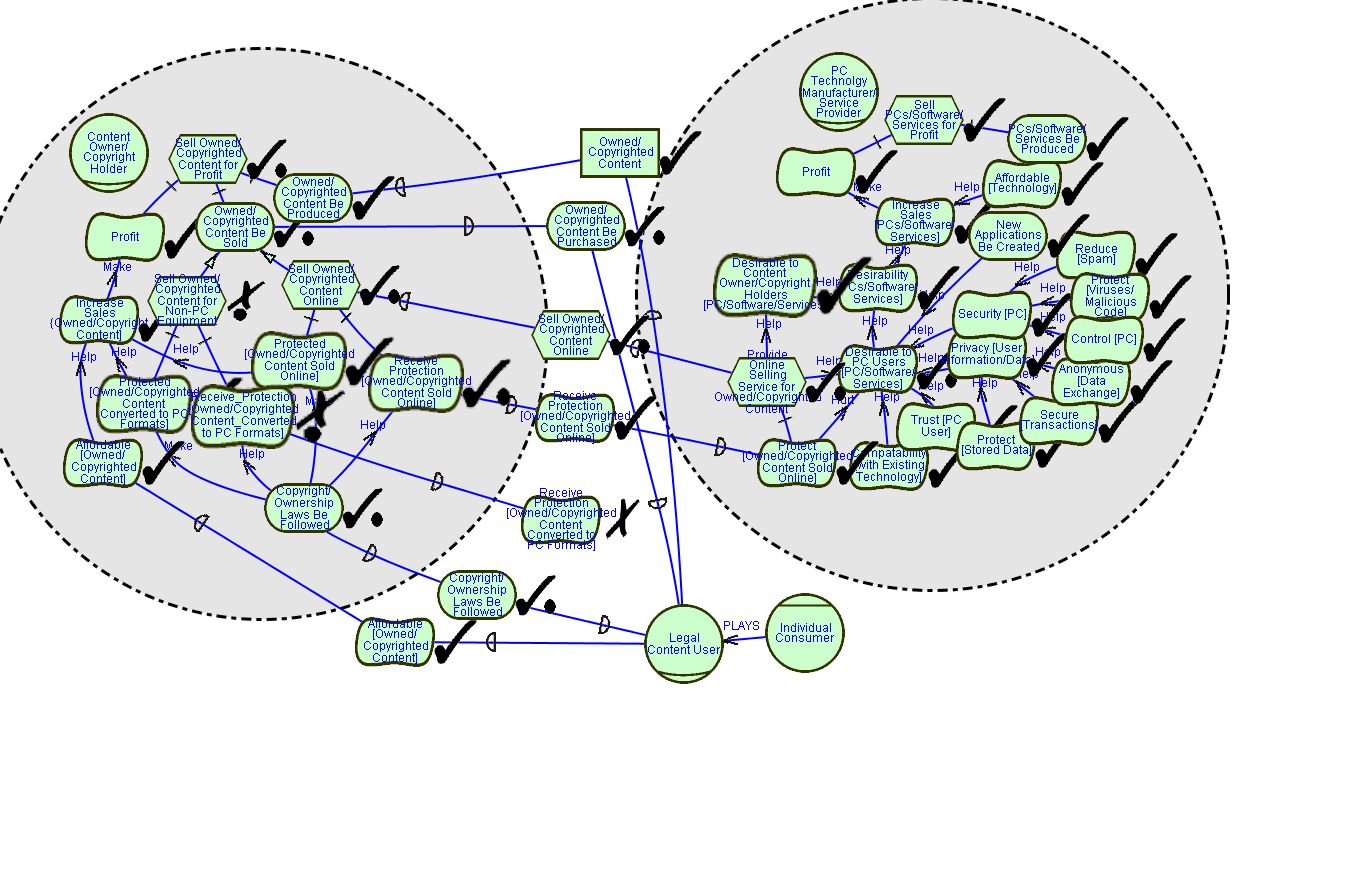 PC
Technolgy
Manufacturer/
Service
Provider
Sell
PCs/Software/
Services for
Profit
PCs/Software/
Services Be
Produced
Content
Owner/
Copyright
Holder
Sell Owned/
Copyrighted
Content for
Profit
Owned/
Copyrighted
Content
Profit
Make
Affordable
[Technology]
Help
Owned/
Copyrighted
Content Be
Produced
Owned/
Copyrighted
Content Be
Sold
Owned/
Copyrighted
Content Be
Purchased
Increase
Sales
[PCs/Software/
Services]
New
Applications
Be Created
Profit
Make
Help
Reduce
[Spam]
Help
Desirable to
Content
Owner/Copyright
Holders
[PC/Software/Services
Help
Desirability
Cs/Software/
Services]
Protect
[Viruses/
Malicious
Code]
Help
Sell Owned/
Copyrighted
Content for
Non-PC
Equipment
Sell Owned/
Copyrighted
Content
Online
Increase
Sales
{Owned/Copyright
Content]
Sell Owned/
Copyrighted
Content
Online
Security [PC]
Help
Help
Help
Control [PC]
Help
Help
Help
Help
Protected
[Owned/Copyrighted
Content Sold
Online]
Receive
Protection
[Owned/Copyrighted
Content Sold
Online]
Provide
Online
Selling
Service for
Owned/Copyrighted
Content
Help
Desirable to
PC Users
[PC/Software/
Services]
Help
Privacy [User
Information/Data]
Help
Anonymous
[Data
Exchange]
Protected
[Owned/Copyrighted
Content
Converted to PC
Formats]
Receive_Protection
Owned/Copyrighted
Content_Converted
to PC Formats]
Hurt
Help
Help
Help
Receive
Protection
[Owned/Copyrighted
Content Sold
Online]
Trust [PC
User]
Secure
Transactions]
Help
Make
Help
Affordable
[Owned/
Copyrighted
Content]
Protect
[Owned/Copyrighted
Content Sold
Online]
Compatability
with Existing
Technology]
Protect
[Stored Data]
Copyright/
Ownership
Laws Be
Followed
Receive
Protection
[Owned/Copyrighted
Content
Converted to
PC Formats]
Copyright/
Ownership
Laws Be
Followed
Affordable
[Owned/
Copyrighted
Content]
Legal
Content User
PLAYS
Individual
Consumer